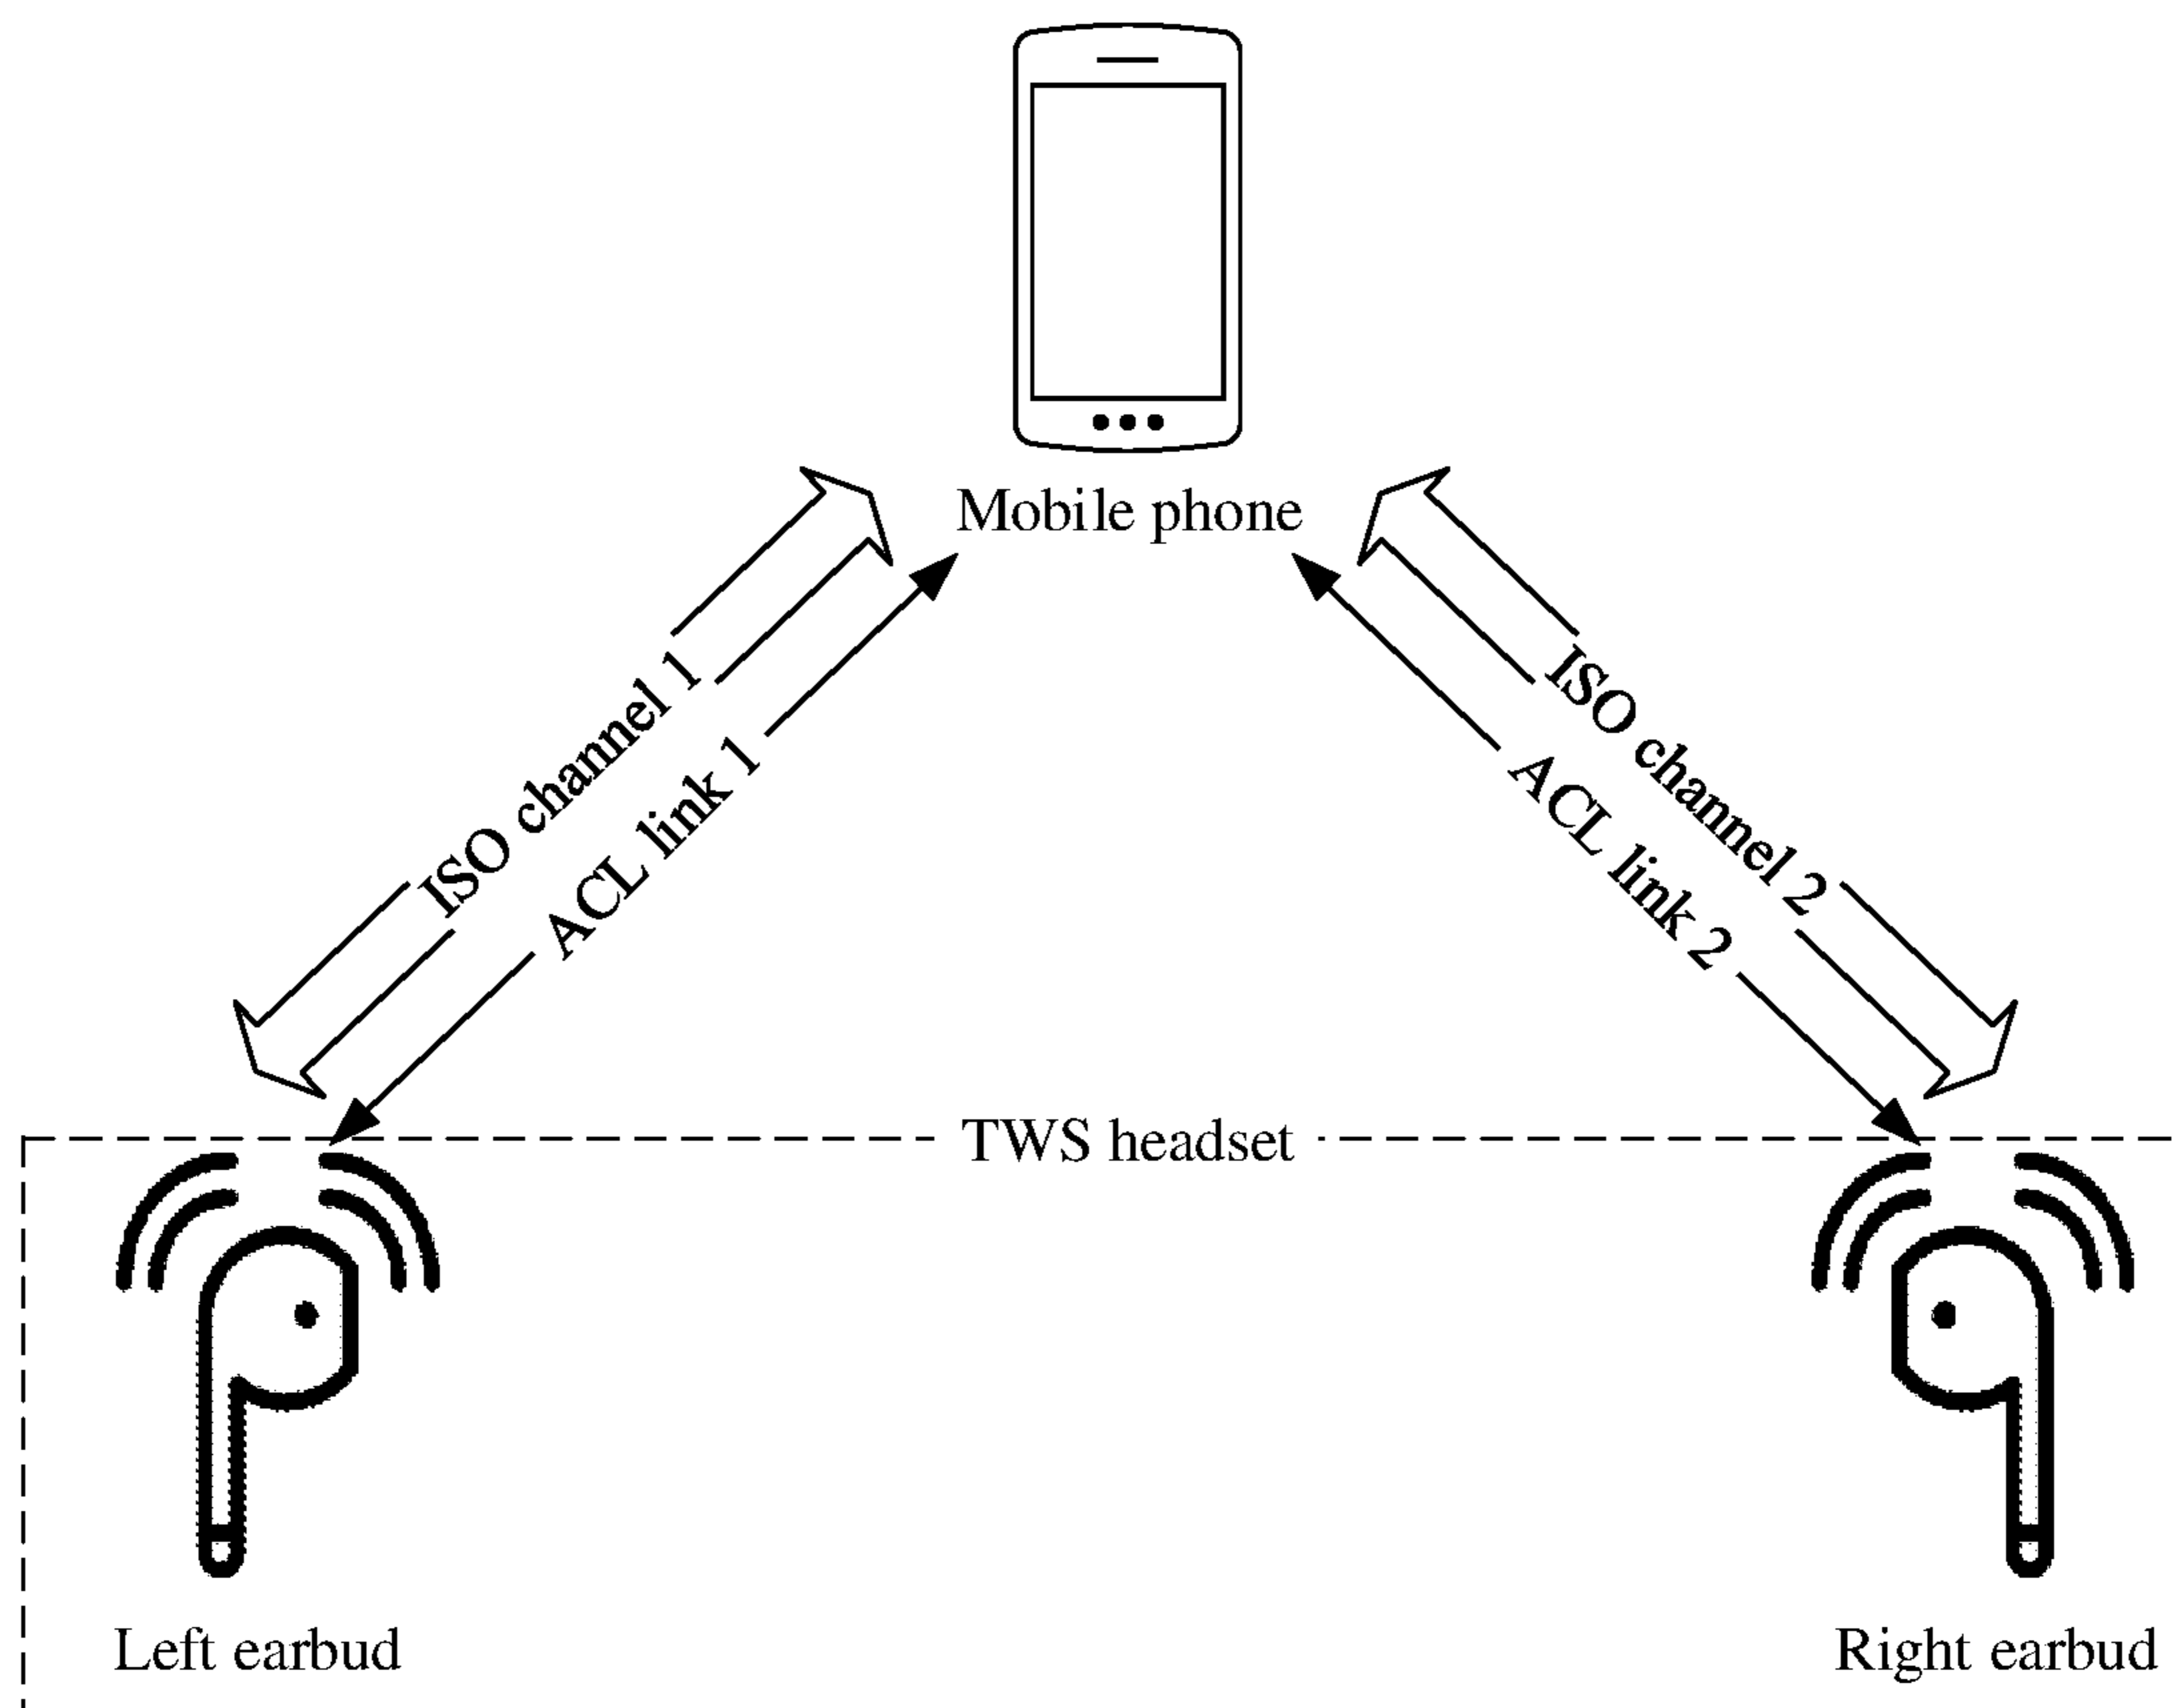 Mobile phone
ISO channel 1
ACL link 1
ISO channel 2
ACL link 2
TWS headset
Left earbud
Right earbud